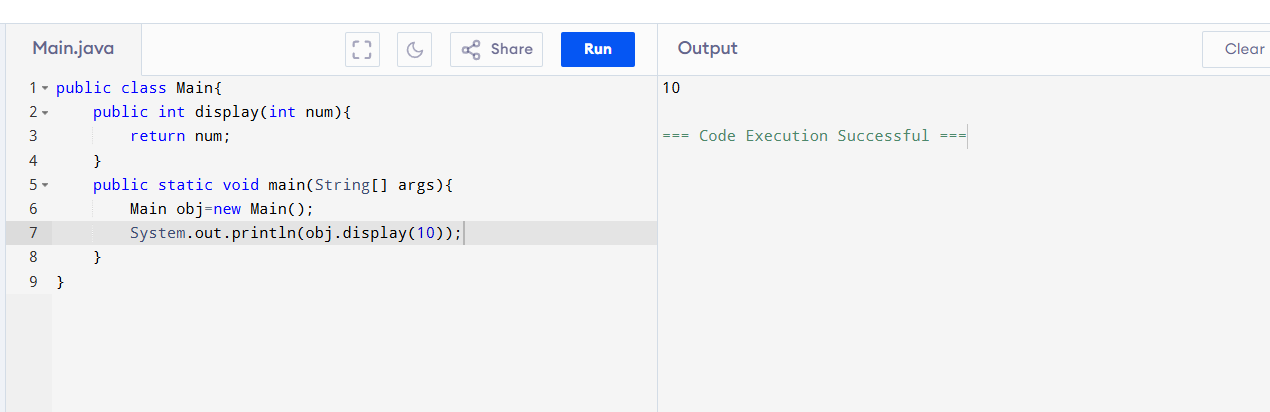 Main.java
Share
Run
Output
Clear
1 public class Main{
2     public int display(int num){
3         return num;
4     }
5     public static void main(String[] args){
6         Main obj=new Main();
7         System.out.println(obj.display(10));
8     }
9 }
10
=== Code Execution Successful ===